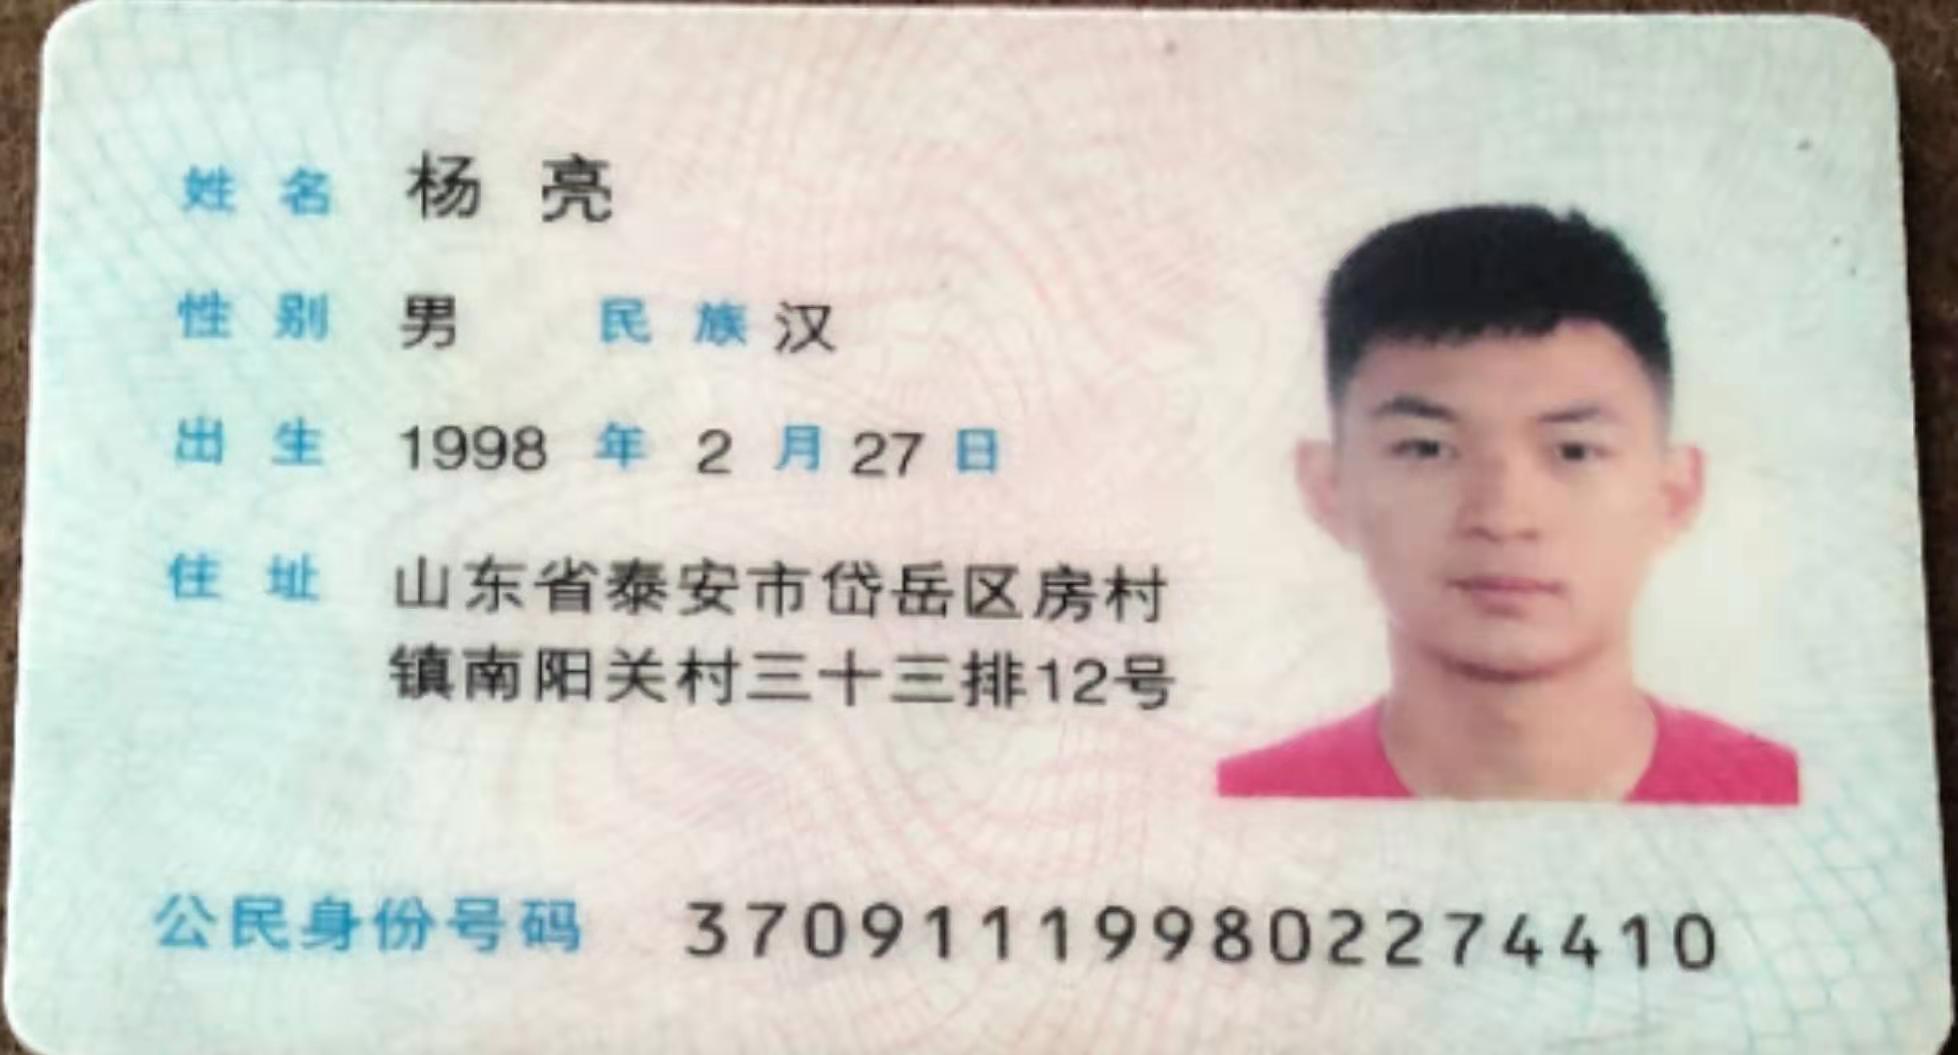 姓名 杨亮
性别 男 民族 汉
出生 1998 年 2 月 27 日
住址 山东省泰安市岱岳区房村
镇南阳关村三十三排12号
公民身份号码 370911199802274410